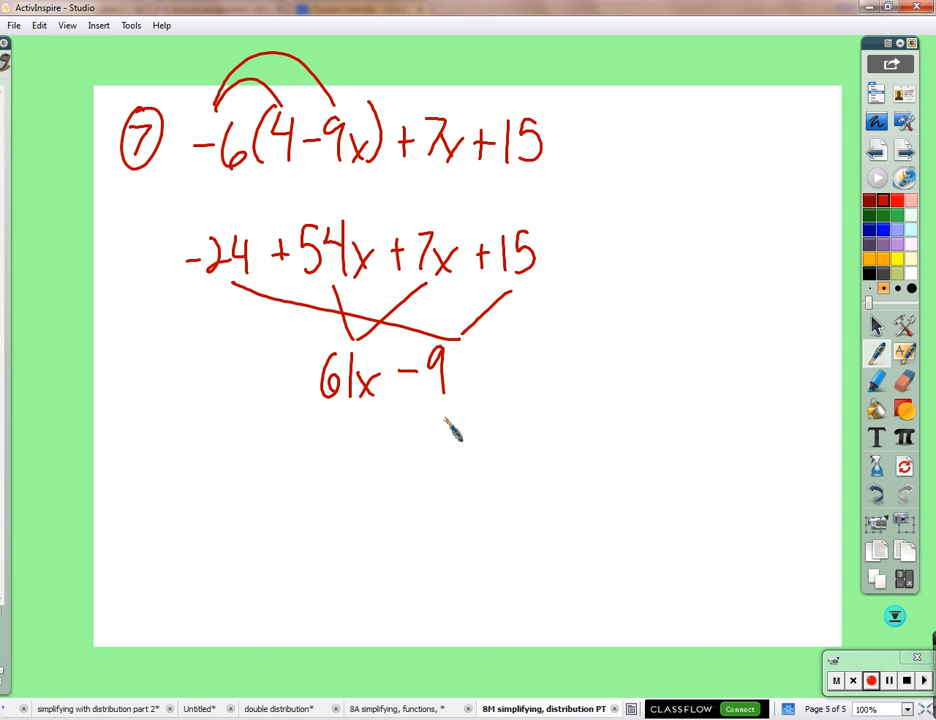 ActivInspire - Studio
File Edit View Insert Tools Help
7 -6(4-9x)+7x+15
-24+54x+7x+15
61x-9
M
simplifying with distribution part 2* Untitled* double distribution* 8A simplifying, functions, * 8M simplifying, distribution PT CLASSFLOW Connect Page 5 of 5 100%